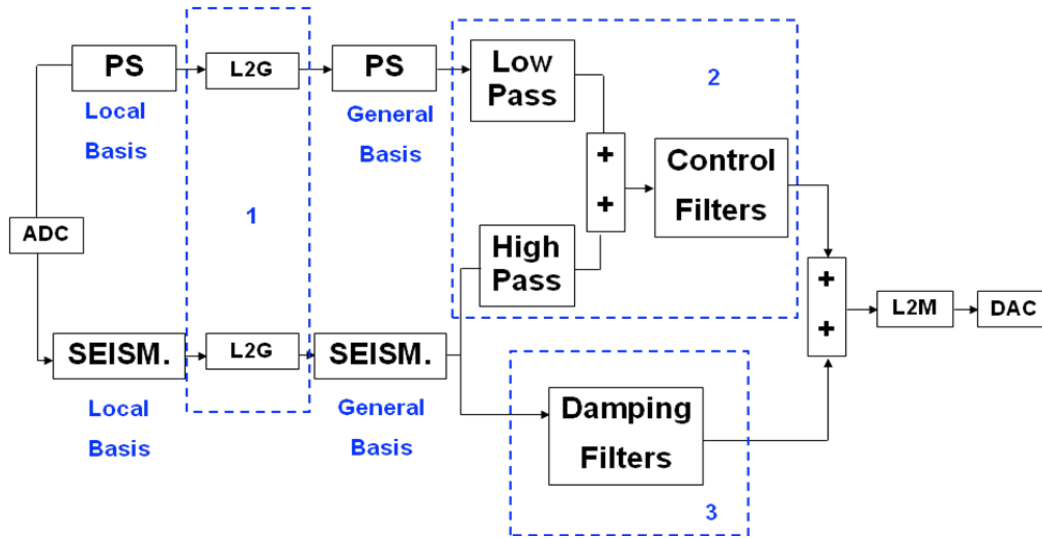 PS
L2G
PS
Low
Pass
2
Local
Basis
General
Basis
+
+
Control
Filters
1
ADC
High
Pass
+
+
L2M
DAC
SEISM.
L2G
SEISM.
Local
Basis
General
Basis
Damping
Filters
3